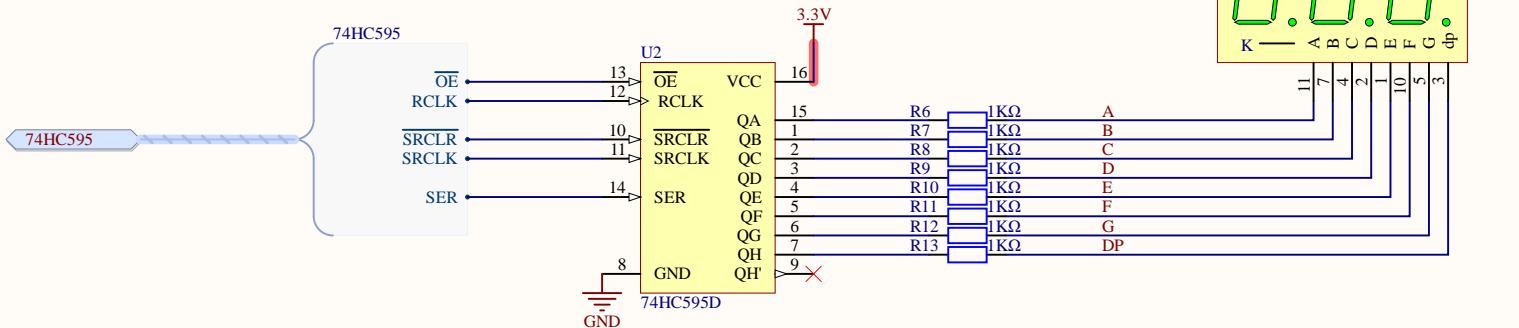 3.3V
74HC595
U2
K A B C D E F G dp
OE 13 OE VCC 16
11 7 4 2 1 10 5 3
RCLK 12 RCLK
QA 15 R6 1KΩ A
74HC595
SRCLR 10 SRCLR QB 1 R7 1KΩ B
SRCLK 11 SRCLK QC 2 R8 1KΩ C
QD 3 R9 1KΩ D
SER 14 SER QE 4 R10 1KΩ E
QF 5 R11 1KΩ F
QG 6 R12 1KΩ G
QH 7 R13 1KΩ DP
8 GND QH' 9
74HC595D
GND